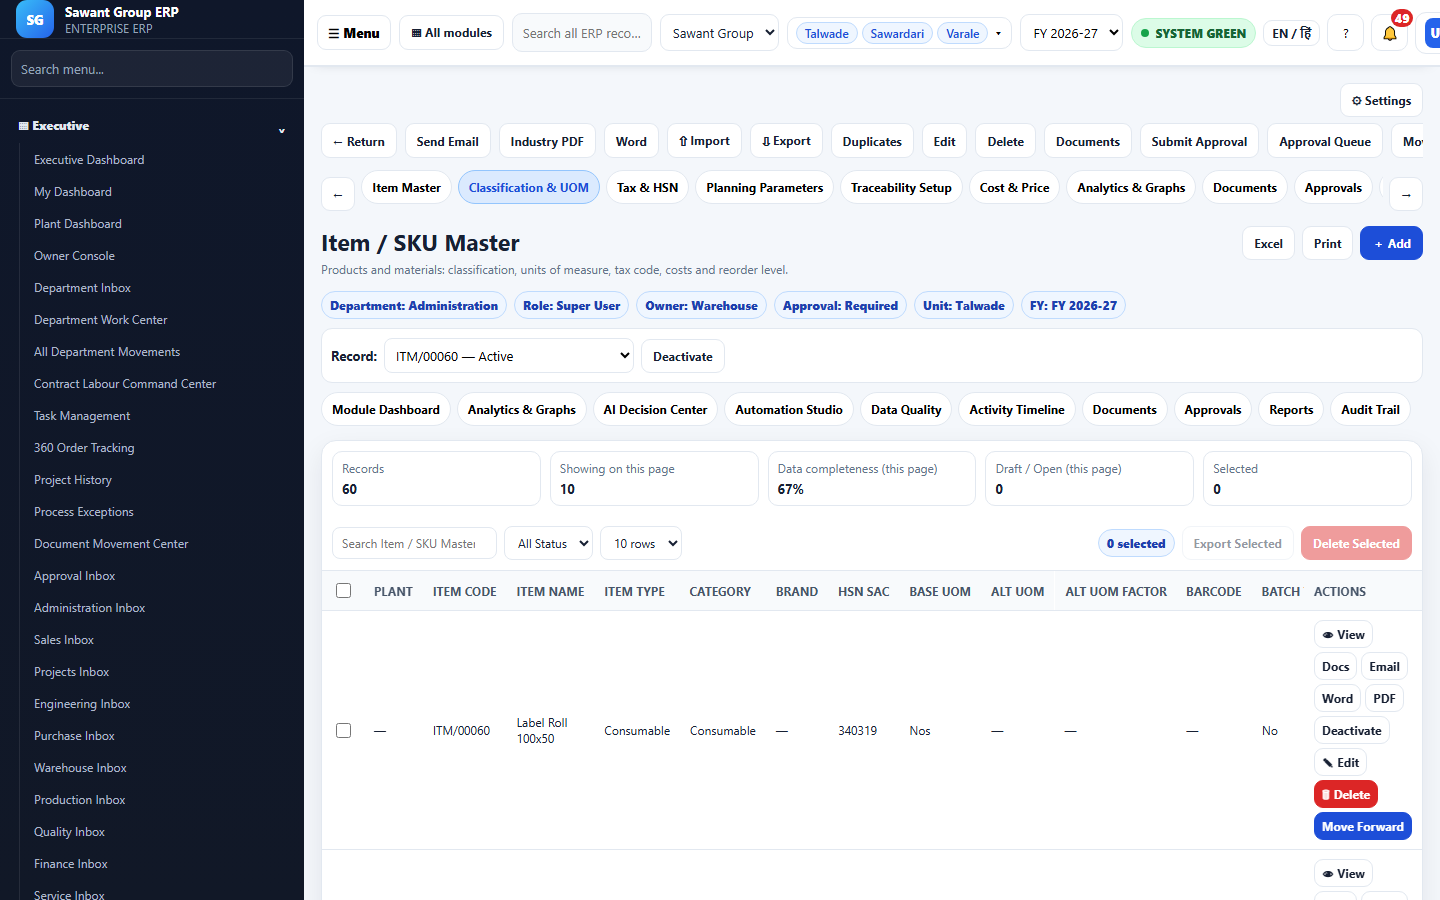 SG
Sawant Group ERP
ENTERPRISE ERP
Search menu...
Executive
Executive Dashboard
My Dashboard
Plant Dashboard
Owner Console
Department Inbox
Department Work Center
All Department Movements
Contract Labour Command Center
Task Management
360 Order Tracking
Project History
Process Exceptions
Document Movement Center
Approval Inbox
Administration Inbox
Sales Inbox
Projects Inbox
Engineering Inbox
Purchase Inbox
Warehouse Inbox
Production Inbox
Quality Inbox
Finance Inbox
Service Inbox
☰ Menu
All modules
Search all ERP reco...
Sawant Group
Talwade Sawardari Varale
FY 2026-27
SYSTEM GREEN
EN / हिं
?
49
U
⚙ Settings
← Return Send Email Industry PDF Word ⇧ Import ⇩ Export Duplicates Edit Delete Documents Submit Approval Approval Queue Mov
← Item Master Classification & UOM Tax & HSN Planning Parameters Traceability Setup Cost & Price Analytics & Graphs Documents Approvals →
Item / SKU Master
Excel Print + Add
Products and materials: classification, units of measure, tax code, costs and reorder level.
Department: Administration Role: Super User Owner: Warehouse Approval: Required Unit: Talwade FY: FY 2026-27
Record: ITM/00060 — Active Deactivate
Module Dashboard Analytics & Graphs AI Decision Center Automation Studio Data Quality Activity Timeline Documents Approvals Reports Audit Trail
Records Showing on this page Data completeness (this page) Draft / Open (this page) Selected
60 10 67% 0 0
Search Item / SKU Master All Status 10 rows 0 selected Export Selected Delete Selected
PLANT ITEM CODE ITEM NAME ITEM TYPE CATEGORY BRAND HSN SAC BASE UOM ALT UOM ALT UOM FACTOR BARCODE BATCH ACTIONS
— ITM/00060 Label Roll 100x50 Consumable Consumable — 340319 Nos — — — No
View
Docs Email
Word PDF
Deactivate
Edit
Delete
Move Forward
View